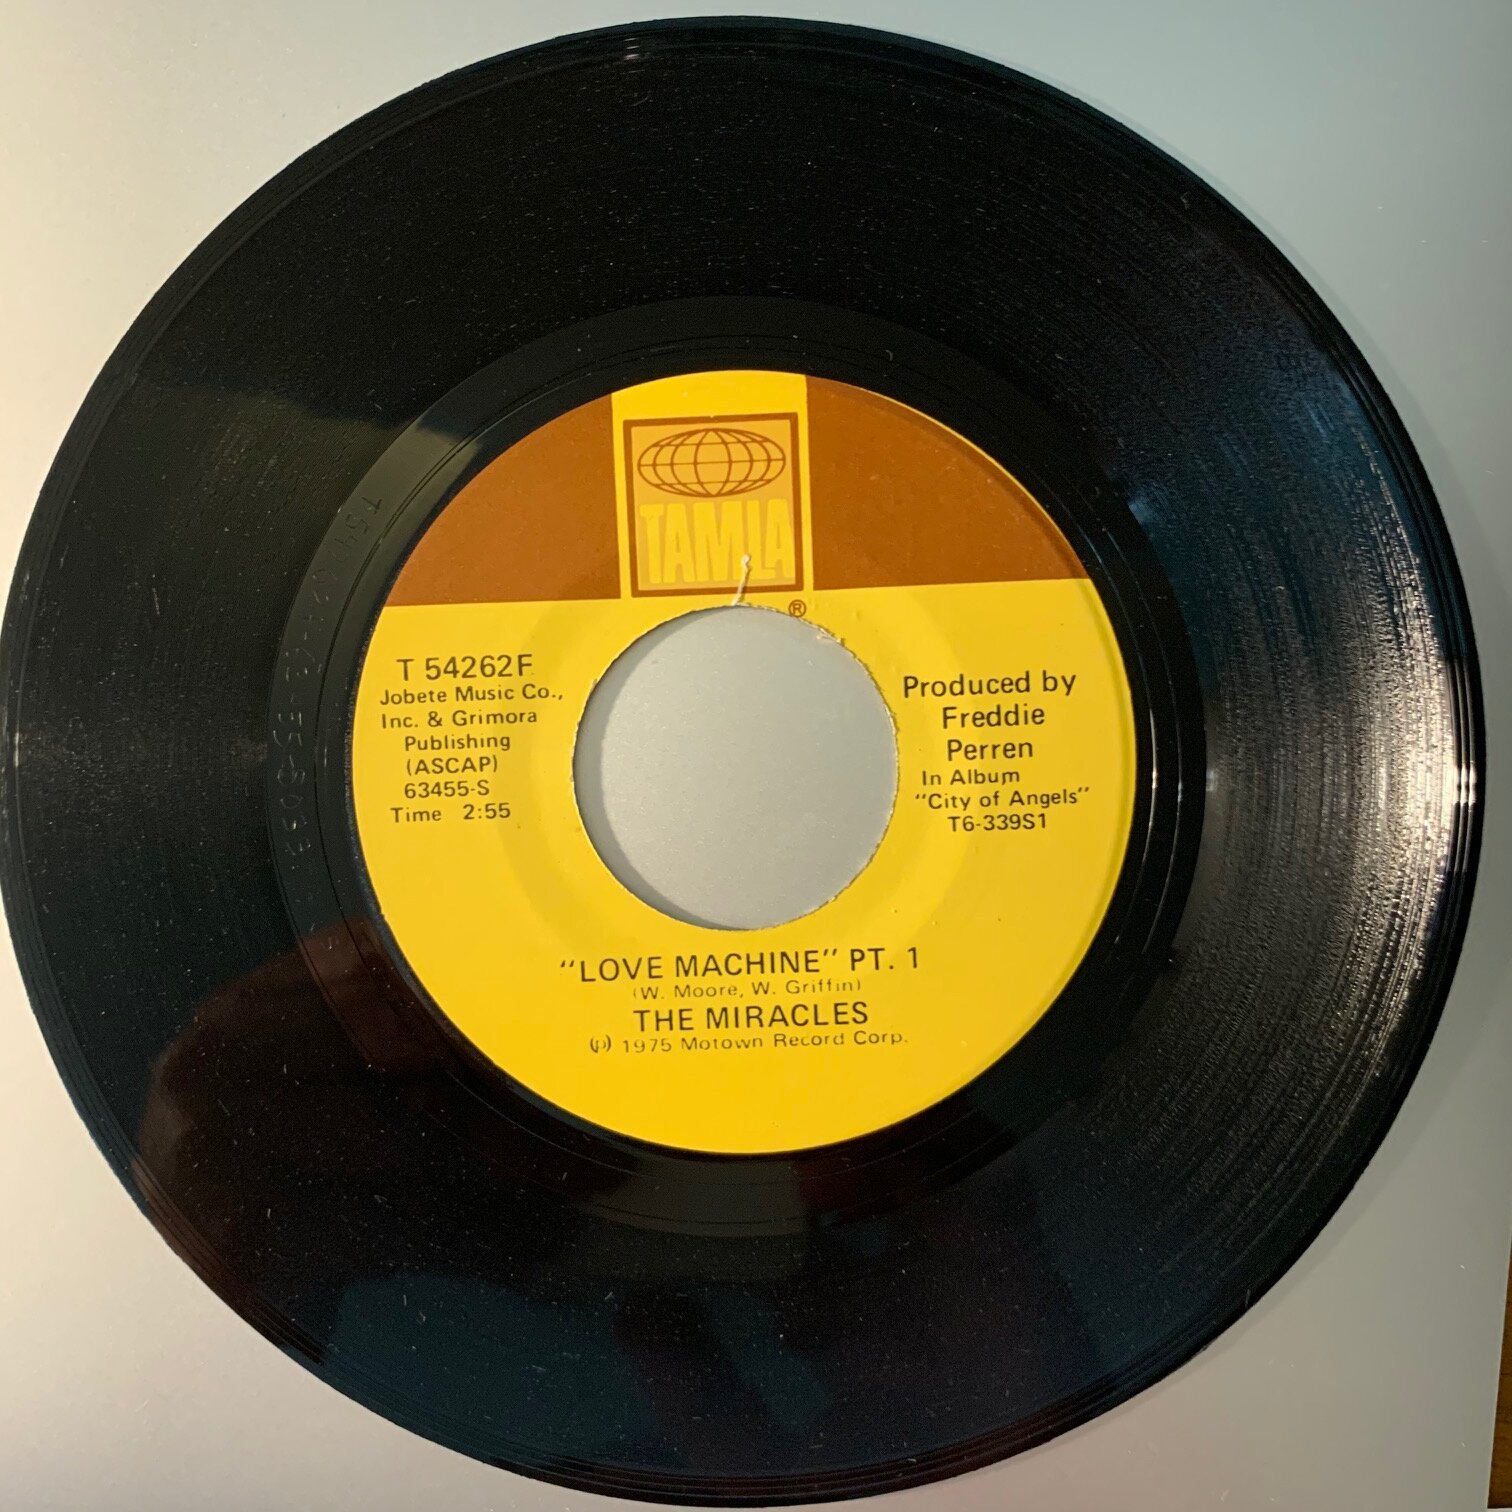 TAMLA
®
T 54262F
Jobete Music Co.,
Inc. & Grimora
Publishing
(ASCAP)
63455-S
Time 2:55
Produced by
Freddie
Perren
In Album
"City of Angels"
T6-339S1
"LOVE MACHINE" PT. 1
(W. Moore, W. Griffin)
THE MIRACLES
℗ 1975 Motown Record Corp.